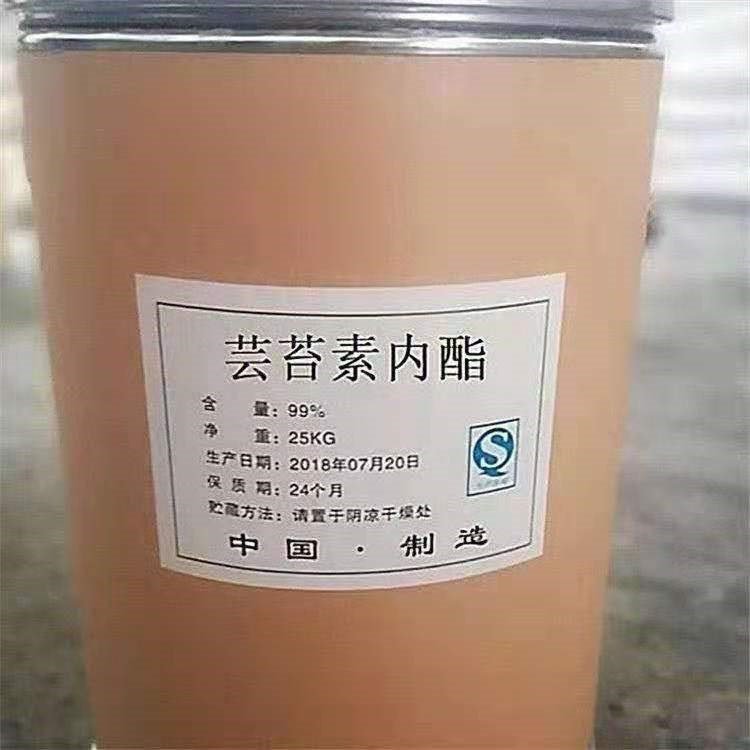 芸苔素内酯
含 量：99%
净 重：25KG
生产日期：2018年07月20日
保 质 期：24个月
贮藏方法：请置于阴凉干燥处
中国·制造